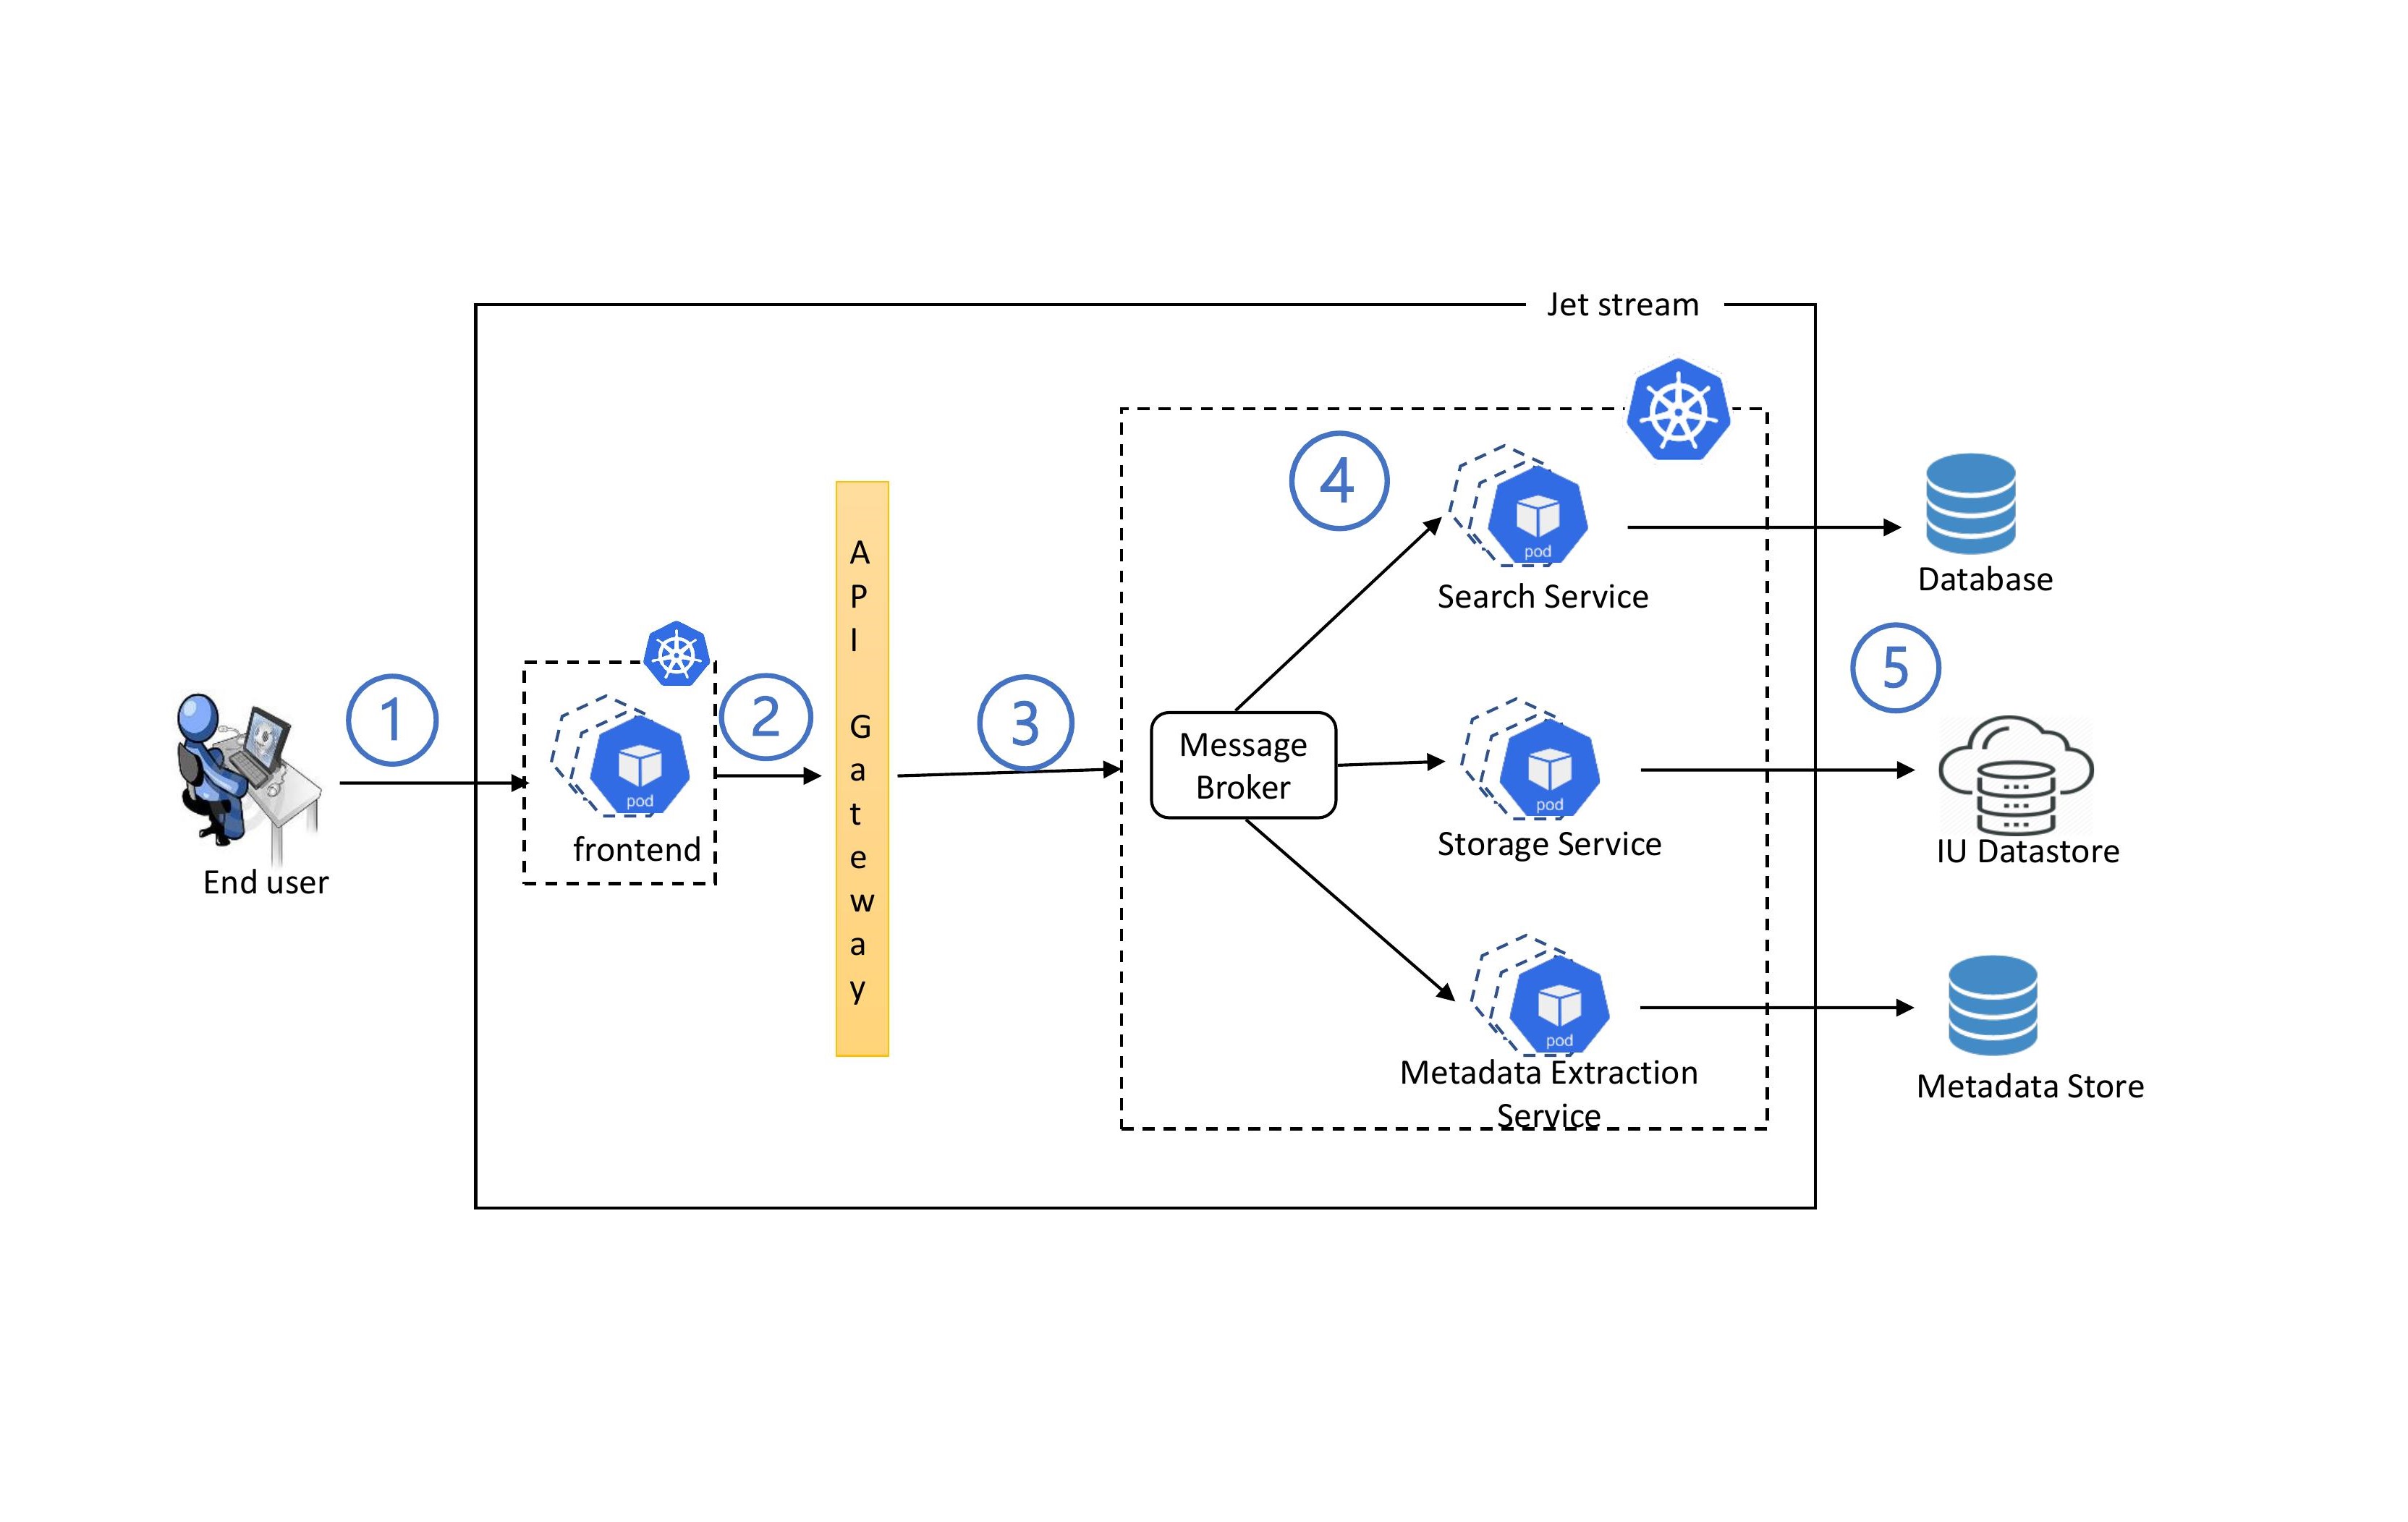 Jet stream
1
End user
pod
frontend
2
API Gateway
3
4
Message
Broker
pod
Search Service
pod
Storage Service
pod
Metadata Extraction
Service
Database
5
IU Datastore
Metadata Store